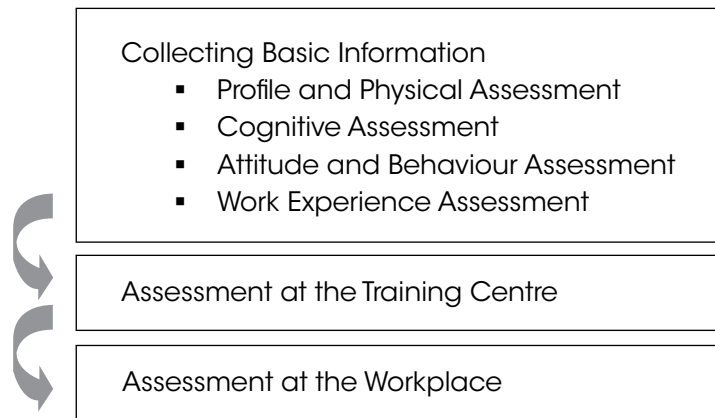 Collecting Basic Information
▪ Profile and Physical Assessment
▪ Cognitive Assessment
▪ Attitude and Behaviour Assessment
▪ Work Experience Assessment
Assessment at the Training Centre
Assessment at the Workplace